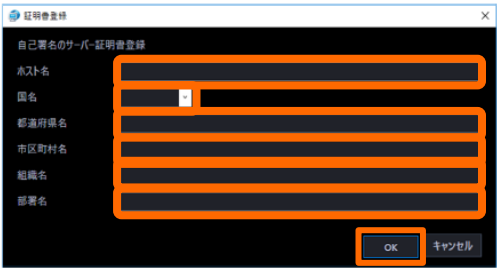 証明書登録
自己署名のサーバー証明書登録
ホスト名
国名
都道府県名
市区町村名
組織名
部署名
OK キャンセル